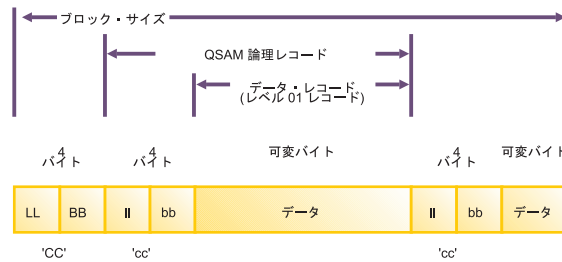 ブロック・サイズ
QSAM 論理レコード
データ・レコード
(レベル 01 レコード)
4 4 可変バイト 4 可変バイト
バイト バイト バイト
LL BB ll bb データ ll bb データ
'CC' 'cc' 'cc'